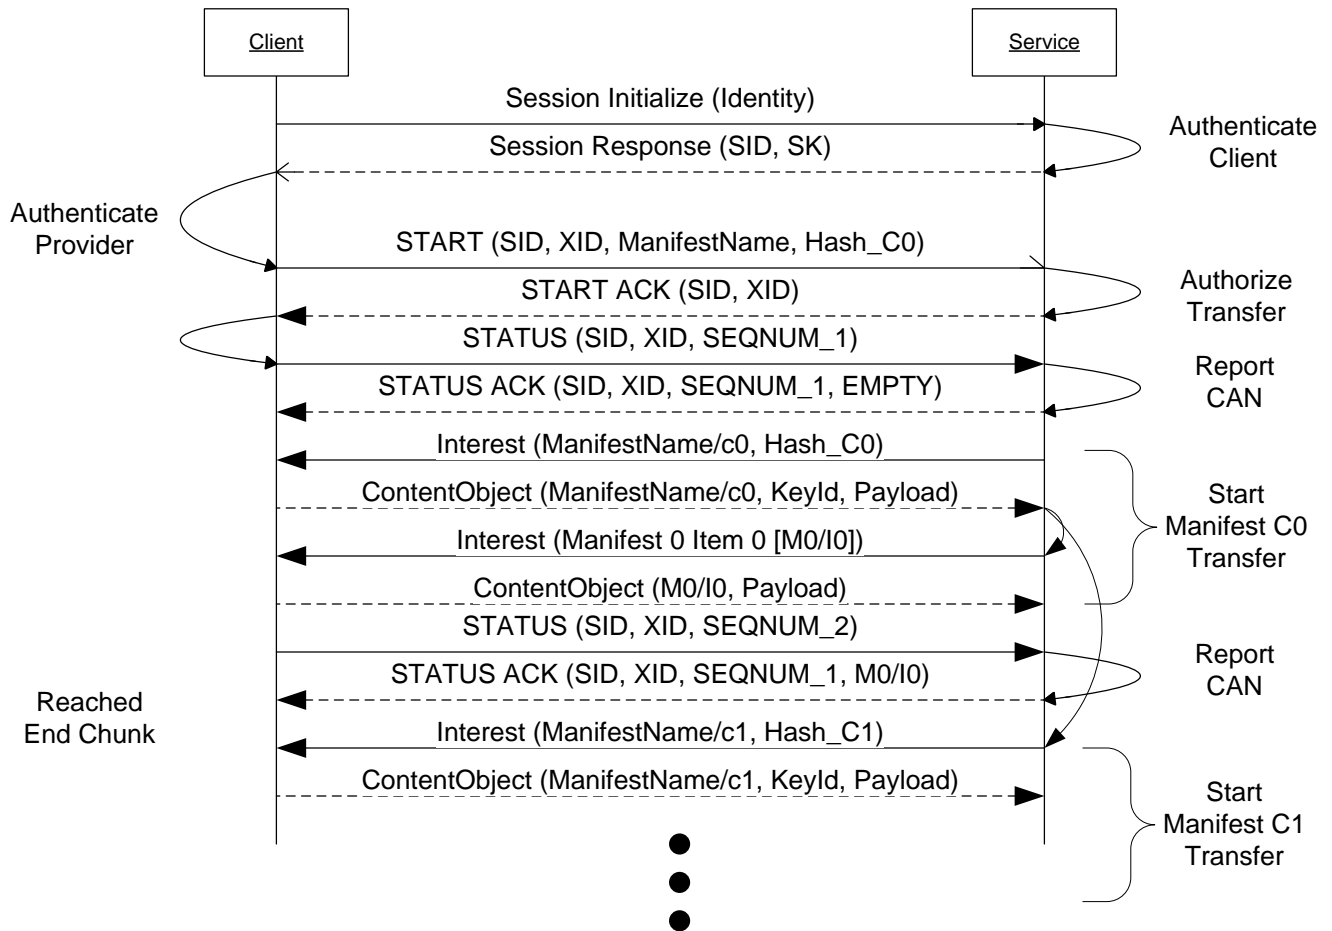 Client
Service
Session Initialize (Identity)
Authenticate
Client
Session Response (SID, SK)
Authenticate
Provider
START (SID, XID, ManifestName, Hash_C0)
Authorize
Transfer
START ACK (SID, XID)
STATUS (SID, XID, SEQNUM_1)
Report
CAN
STATUS ACK (SID, XID, SEQNUM_1, EMPTY)
Interest (ManifestName/c0, Hash_C0)
ContentObject (ManifestName/c0, KeyId, Payload)
Start
Manifest C0
Transfer
Interest (Manifest 0 Item 0 [M0/I0])
ContentObject (M0/I0, Payload)
STATUS (SID, XID, SEQNUM_2)
Report
CAN
STATUS ACK (SID, XID, SEQNUM_1, M0/I0)
Reached
End Chunk
Interest (ManifestName/c1, Hash_C1)
ContentObject (ManifestName/c1, KeyId, Payload)
Start
Manifest C1
Transfer